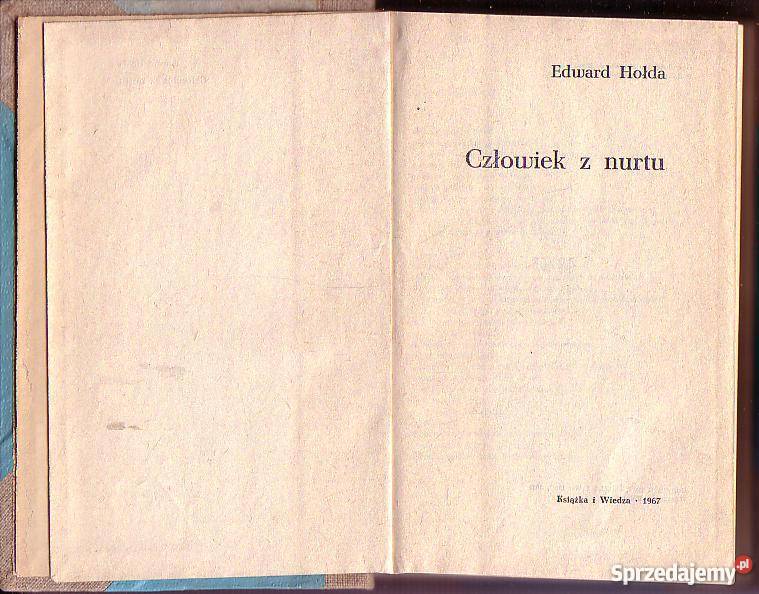 Edward Hołda
Człowiek z nurtu
Książka i Wiedza · 1967
Sprzedajemy.pl